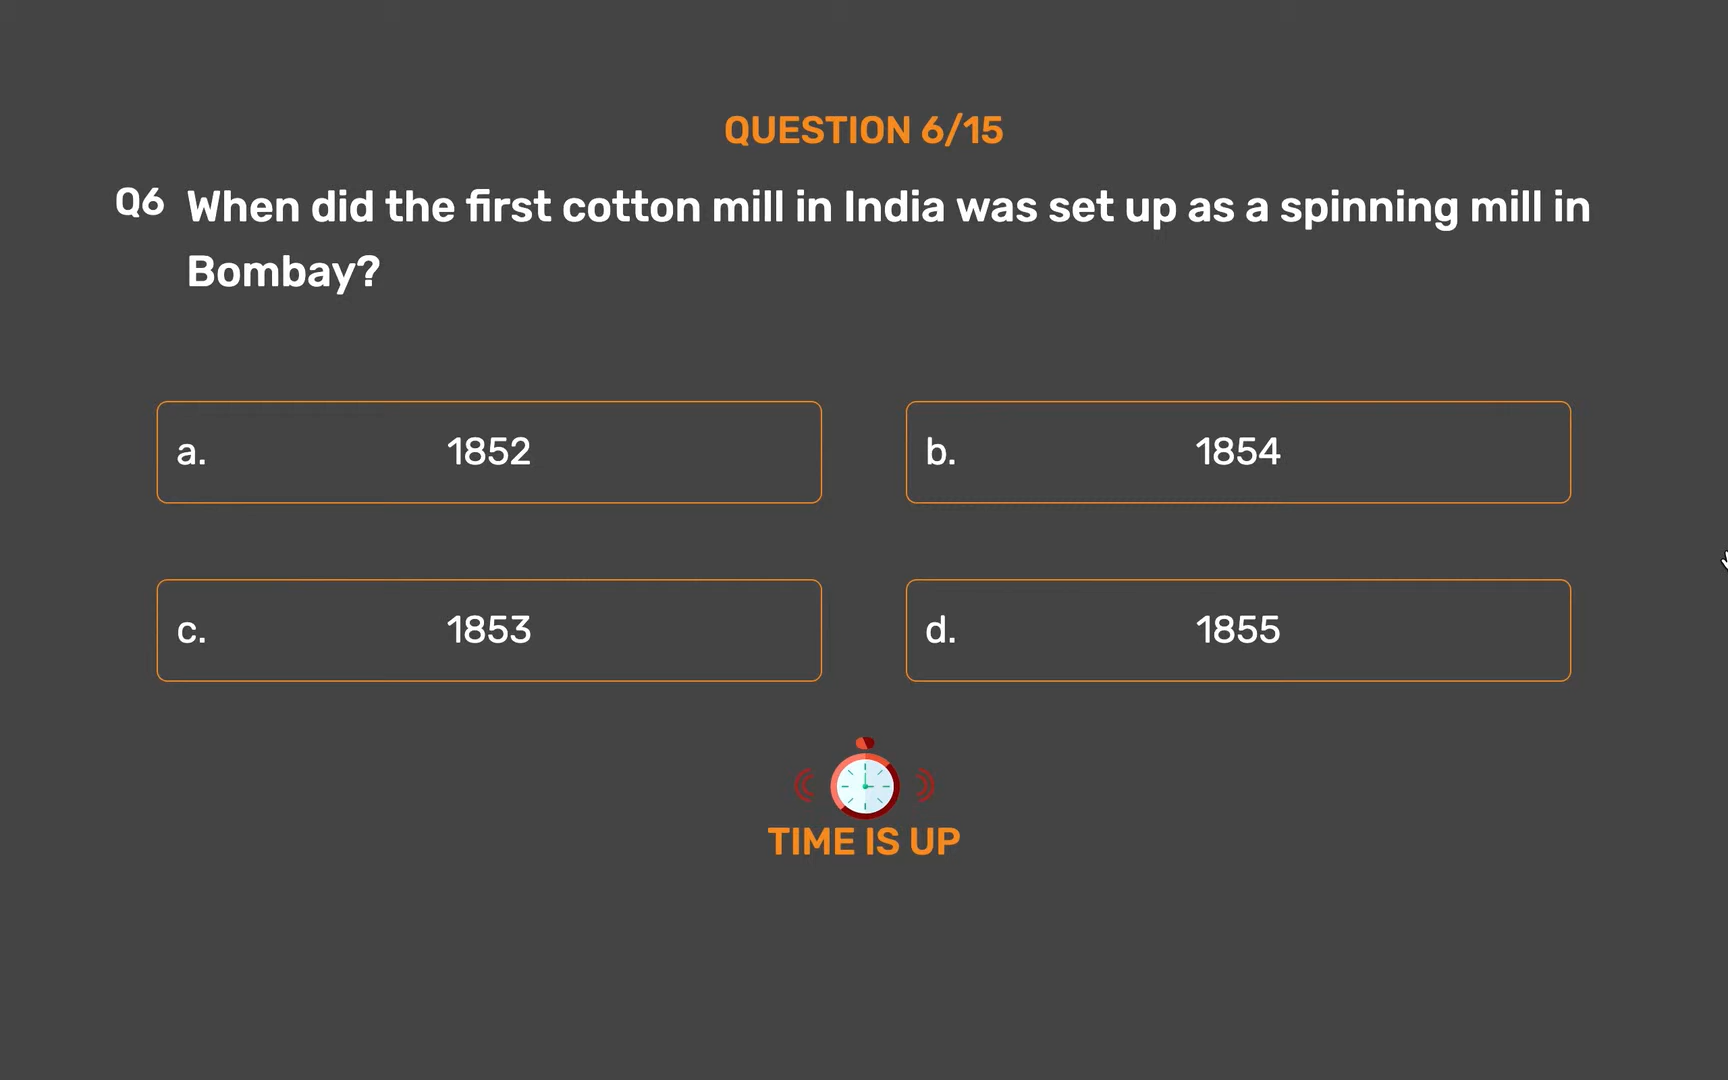 QUESTION 6/15
Q6 When did the first cotton mill in India was set up as a spinning mill in
Bombay?
a. 1852
b. 1854
c. 1853
d. 1855
TIME IS UP